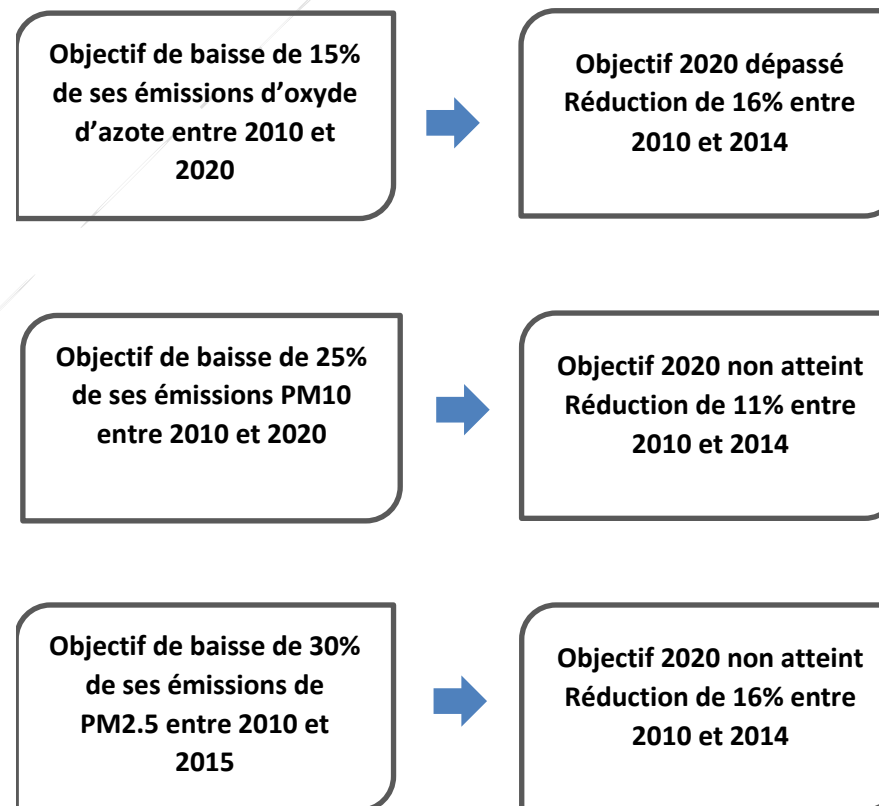 Objectif de baisse de 15%
de ses émissions d'oxyde
d'azote entre 2010 et
2020
Objectif 2020 dépassé
Réduction de 16% entre
2010 et 2014
Objectif de baisse de 25%
de ses émissions PM10
entre 2010 et 2020
Objectif 2020 non atteint
Réduction de 11% entre
2010 et 2014
Objectif de baisse de 30%
de ses émissions de
PM2.5 entre 2010 et
2015
Objectif 2020 non atteint
Réduction de 16% entre
2010 et 2014